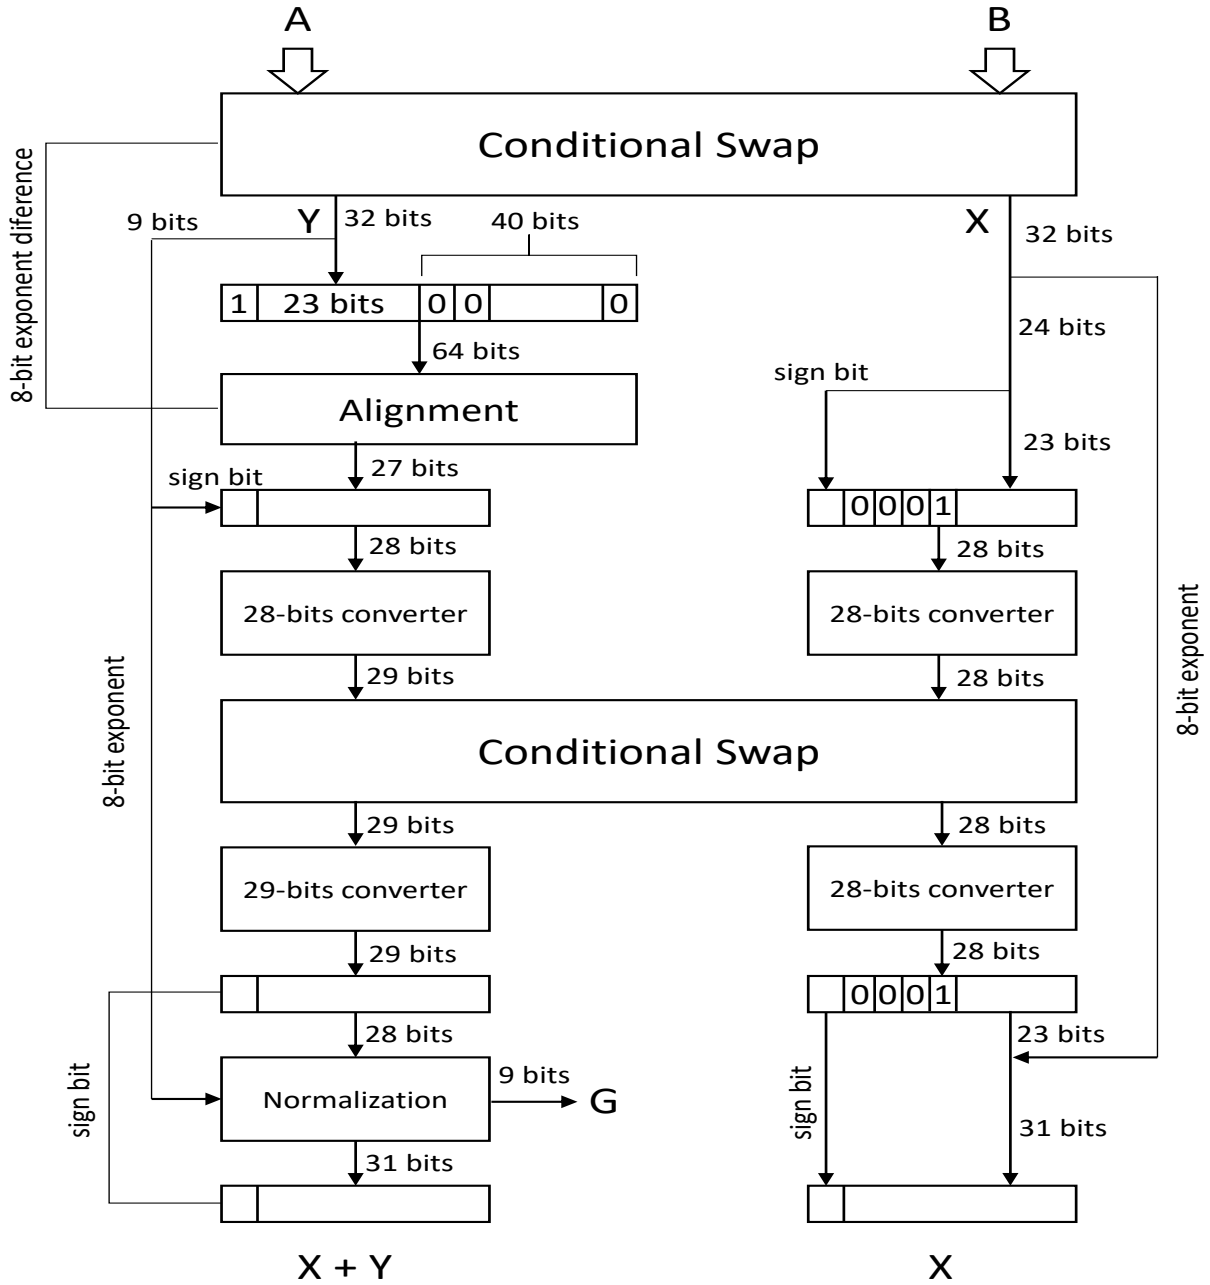 A
B
Conditional Swap
8-bit exponent diference
9 bits
Y
32 bits
40 bits
X
32 bits
1
23 bits
0
0
0
24 bits
64 bits
sign bit
Alignment
23 bits
27 bits
sign bit
0
0
0
1
28 bits
28 bits
28-bits converter
28-bits converter
8-bit exponent
29 bits
28 bits
8-bit exponent
Conditional Swap
29 bits
28 bits
29-bits converter
28-bits converter
29 bits
28 bits
0
0
0
1
28 bits
23 bits
sign bit
Normalization
9 bits
G
sign bit
31 bits
31 bits
X + Y
X